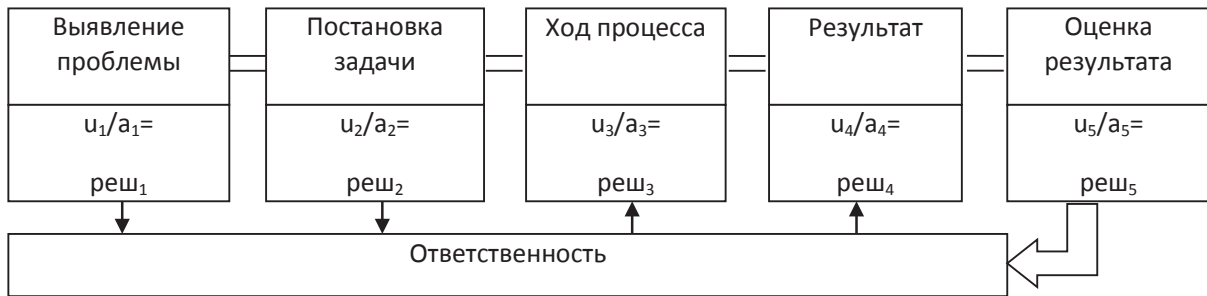 Выявление
проблемы
u₁/a₁=
реш₁
Постановка
задачи
u₂/a₂=
реш₂
Ход процесса
u₃/a₃=
реш₃
Результат
u₄/a₄=
реш₄
Оценка
результата
u₅/a₅=
реш₅
Ответственность